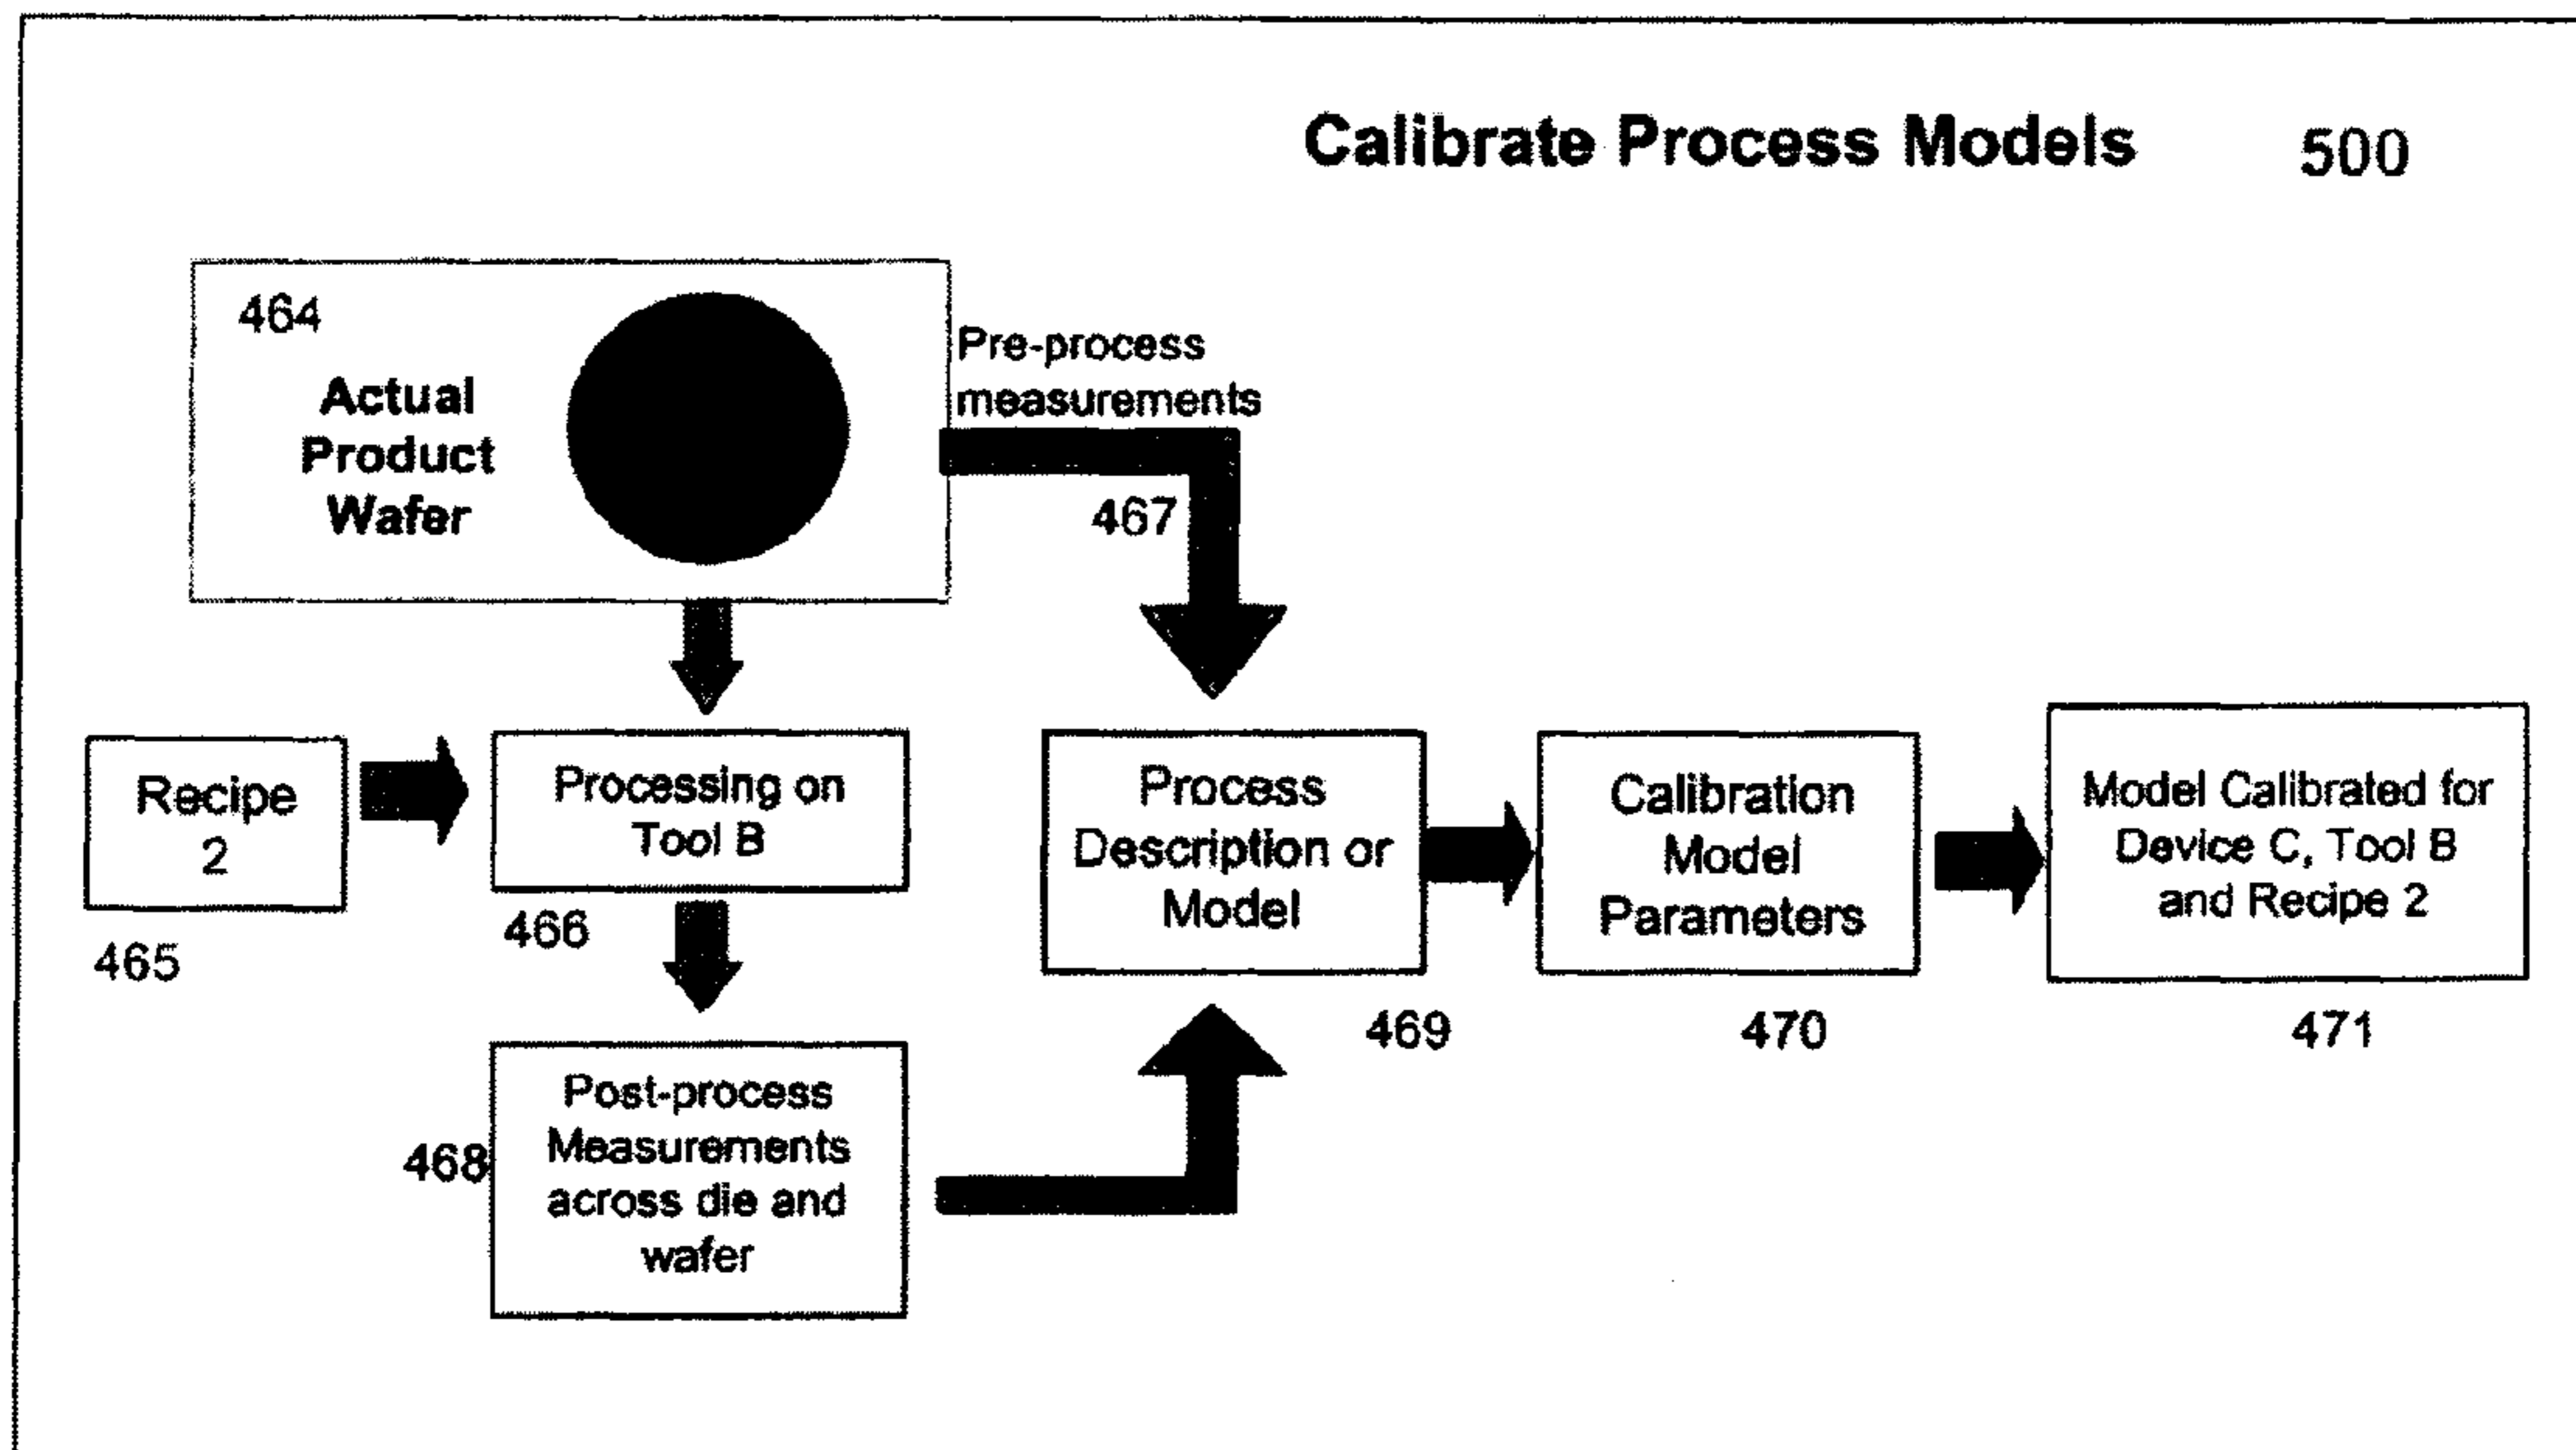 Calibrate Process Models 500
464
Actual
Product
Wafer
Pre-process
measurements
467
Recipe
2
465
Processing on
Tool B
466
Post-process
Measurements
across die and
wafer
468
Process
Description or
Model
469
Calibration
Model
Parameters
470
Model Calibrated for
Device C, Tool B
and Recipe 2
471